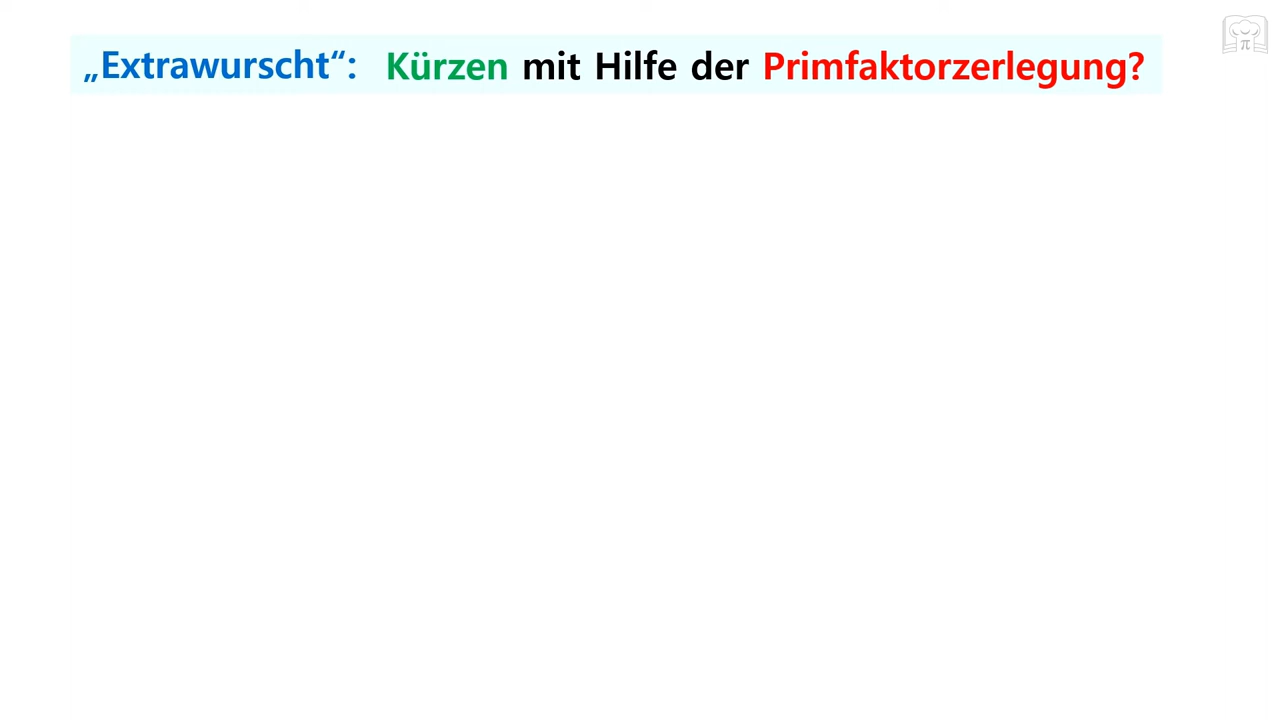 „Extrawurscht“: Kürzen mit Hilfe der Primfaktorzerlegung?
π